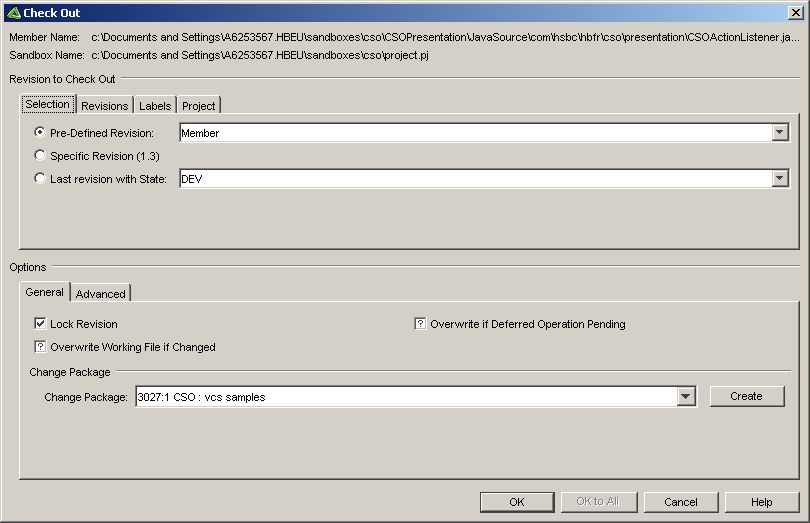 Check Out
Member Name: c:\Documents and Settings\A6253567.HBEU\sandboxes\cso\CSOPresentation\JavaSource\com\hsbc\hbfr\cso\presentation\CSOActionListener.ja...
Sandbox Name: c:\Documents and Settings\A6253567.HBEU\sandboxes\cso\project.pj
Revision to Check Out
Selection Revisions Labels Project
Pre-Defined Revision: Member
Specific Revision (1.3)
Last revision with State: DEV
Options
General Advanced
Lock Revision ? Overwrite if Deferred Operation Pending
? Overwrite Working File if Changed
Change Package
Change Package: 3027:1 CSO : vcs samples Create
OK OK to All Cancel Help